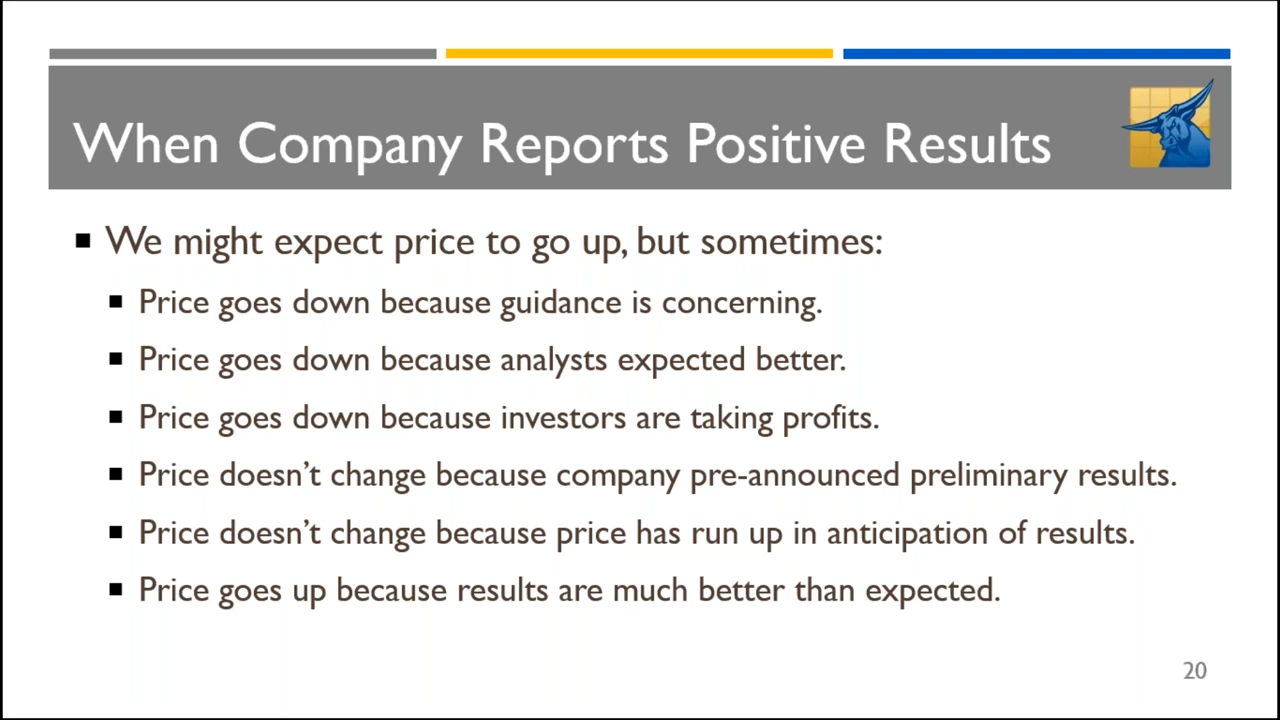 When Company Reports Positive Results
We might expect price to go up, but sometimes:
Price goes down because guidance is concerning.
Price goes down because analysts expected better.
Price goes down because investors are taking profits.
Price doesn’t change because company pre-announced preliminary results.
Price doesn’t change because price has run up in anticipation of results.
Price goes up because results are much better than expected.
20